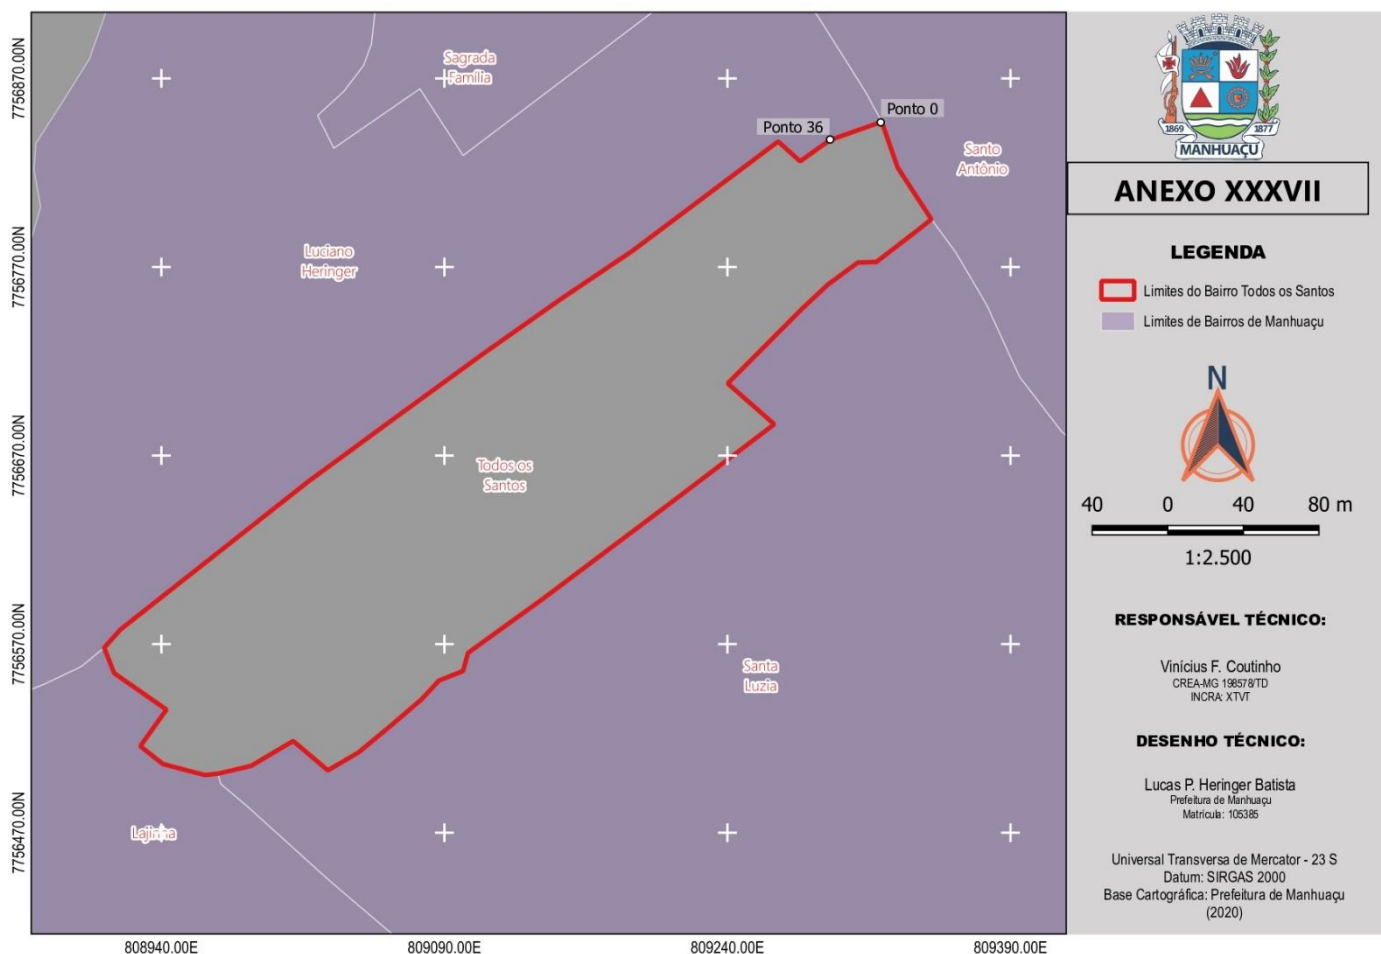 7756870.00N
7756770.00N
7756670.00N
7756570.00N
7756470.00N
Sagrada
Família
Ponto 0
Ponto 36
Santo
Antônio
Luciano
Heringer
Todos os
Santos
Santa
Luzia
Lajinha
808940.00E
809090.00E
809240.00E
809390.00E
1869
1877
MANHUAÇU
ANEXO XXXVII
LEGENDA
Limites do Bairro Todos os Santos
Limites de Bairros de Manhuaçu
N
40 0 40 80 m
1:2.500
RESPONSÁVEL TÉCNICO:
Vinícius F. Coutinho
CREA-MG 198578/TD
INCRA: XTVT
DESENHO TÉCNICO:
Lucas P. Heringer Batista
Prefeitura de Manhuaçu
Matricula: 105385
Universal Transversa de Mercator - 23 S
Datum: SIRGAS 2000
Base Cartográfica: Prefeitura de Manhuaçu
(2020)